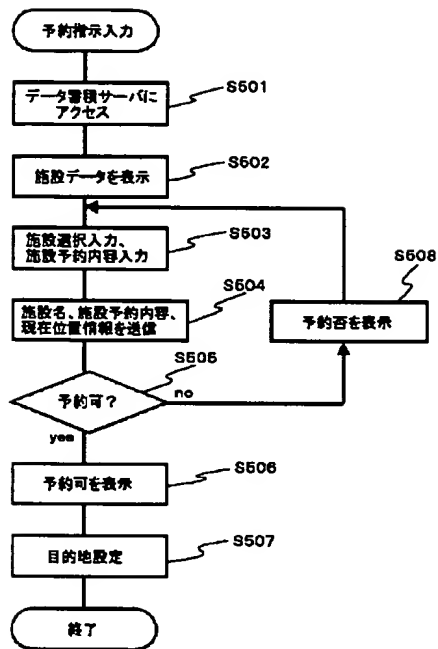 予約指示入力
データ蓄積サーバに
アクセス
S501
施設データを表示
S502
施設選択入力、
施設予約内容入力
S503
施設名、施設予約内容、
現在位置情報を送信
S504
予約可？
S505
no
yes
予約否を表示
S508
予約可を表示
S506
目的地設定
S507
終了